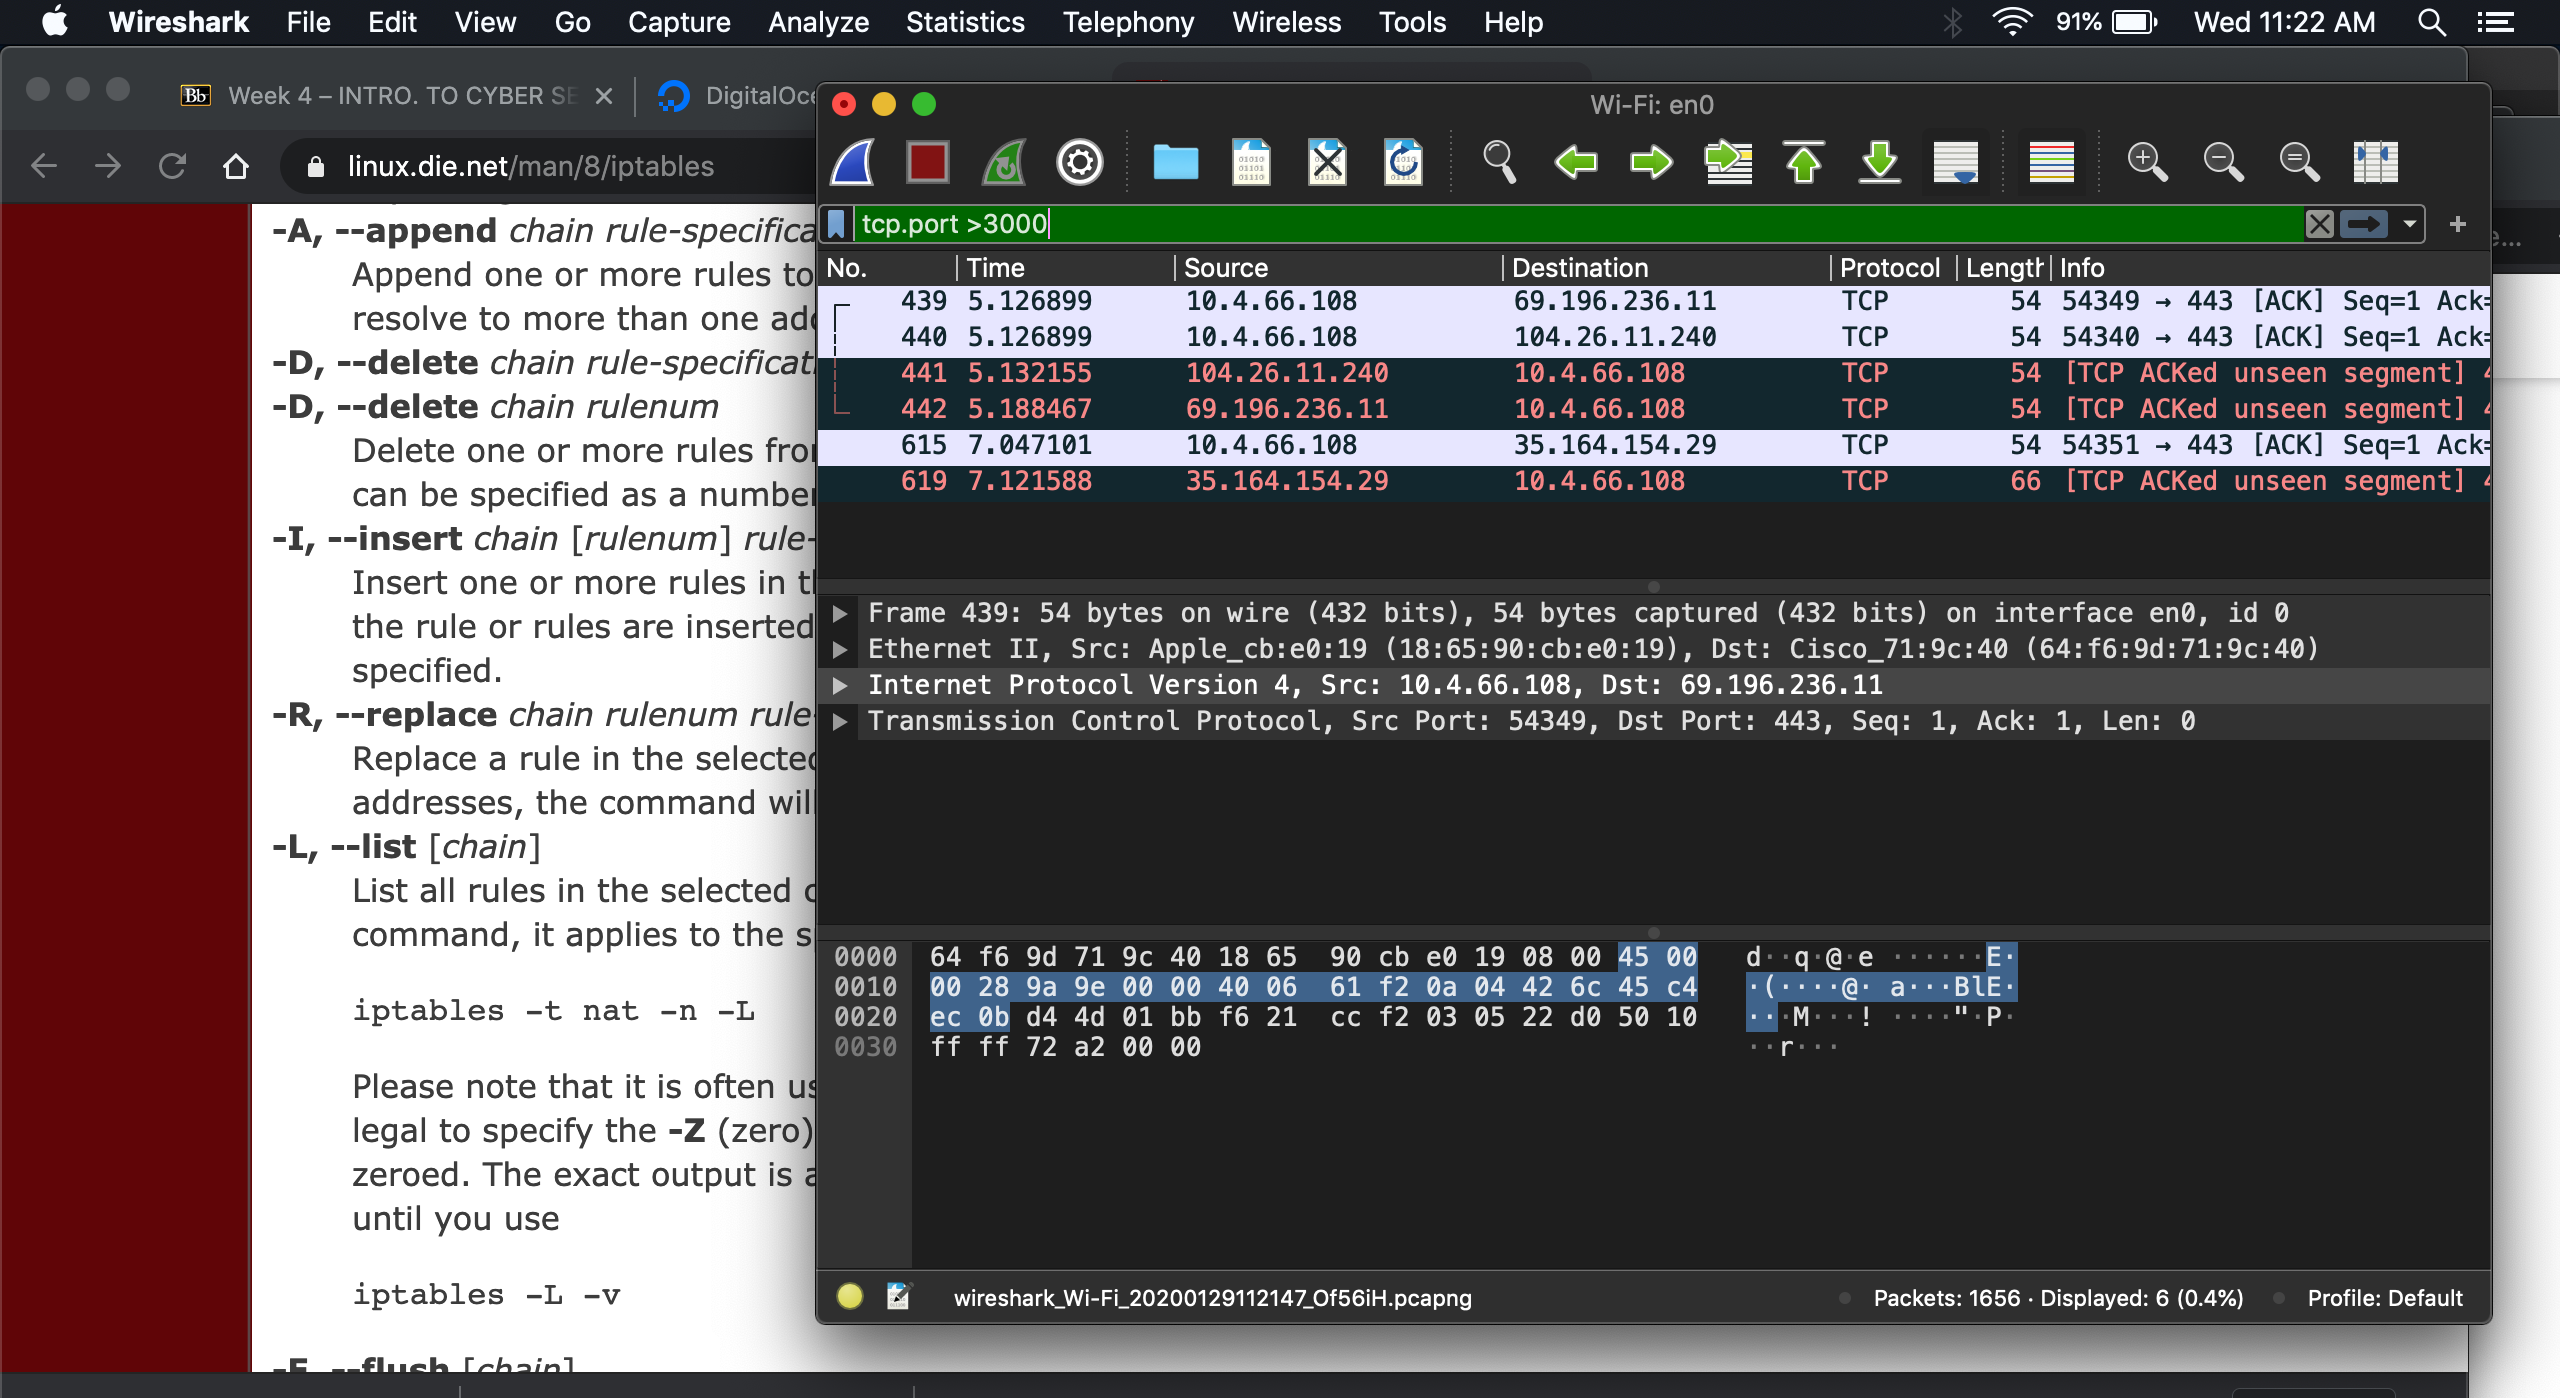 Wireshark File Edit View Go Capture Analyze Statistics Telephony Wireless Tools Help 91% Wed 11:22 AM
Bb Week 4 – INTRO. TO CYBER SE
DigitalOce
linux.die.net/man/8/iptables
-A, --append chain rule-specifica
Append one or more rules to
resolve to more than one add
-D, --delete chain rule-specificat
-D, --delete chain rulenum
Delete one or more rules from
can be specified as a number
-I, --insert chain [rulenum] rule-
Insert one or more rules in th
the rule or rules are inserted
specified.
-R, --replace chain rulenum rule-
Replace a rule in the selected
addresses, the command will
-L, --list [chain]
List all rules in the selected c
command, it applies to the s
iptables -t nat -n -L
Please note that it is often us
legal to specify the -Z (zero)
zeroed. The exact output is a
until you use
iptables -L -v
-F, --flush [chain]
Wi-Fi: en0
tcp.port >3000
No. Time Source Destination Protocol Length Info
439 5.126899 10.4.66.108 69.196.236.11 TCP 54 54349 → 443 [ACK] Seq=1 Ack=
440 5.126899 10.4.66.108 104.26.11.240 TCP 54 54340 → 443 [ACK] Seq=1 Ack=
441 5.132155 104.26.11.240 10.4.66.108 TCP 54 [TCP ACKed unseen segment] 4
442 5.188467 69.196.236.11 10.4.66.108 TCP 54 [TCP ACKed unseen segment] 4
615 7.047101 10.4.66.108 35.164.154.29 TCP 54 54351 → 443 [ACK] Seq=1 Ack=
619 7.121588 35.164.154.29 10.4.66.108 TCP 66 [TCP ACKed unseen segment] 4
Frame 439: 54 bytes on wire (432 bits), 54 bytes captured (432 bits) on interface en0, id 0
Ethernet II, Src: Apple_cb:e0:19 (18:65:90:cb:e0:19), Dst: Cisco_71:9c:40 (64:f6:9d:71:9c:40)
Internet Protocol Version 4, Src: 10.4.66.108, Dst: 69.196.236.11
Transmission Control Protocol, Src Port: 54349, Dst Port: 443, Seq: 1, Ack: 1, Len: 0
0000 64 f6 9d 71 9c 40 18 65 90 cb e0 19 08 00 45 00 d··q·@·e ······E·
0010 00 28 9a 9e 00 00 40 06 61 f2 0a 04 42 6c 45 c4 ·(····@· a···BlE·
0020 ec 0b d4 4d 01 bb f6 21 cc f2 03 05 22 d0 50 10 ···M···! ····"·P·
0030 ff ff 72 a2 00 00 ··r···
wireshark_Wi-Fi_20200129112147_Of56iH.pcapng Packets: 1656 · Displayed: 6 (0.4%) Profile: Default